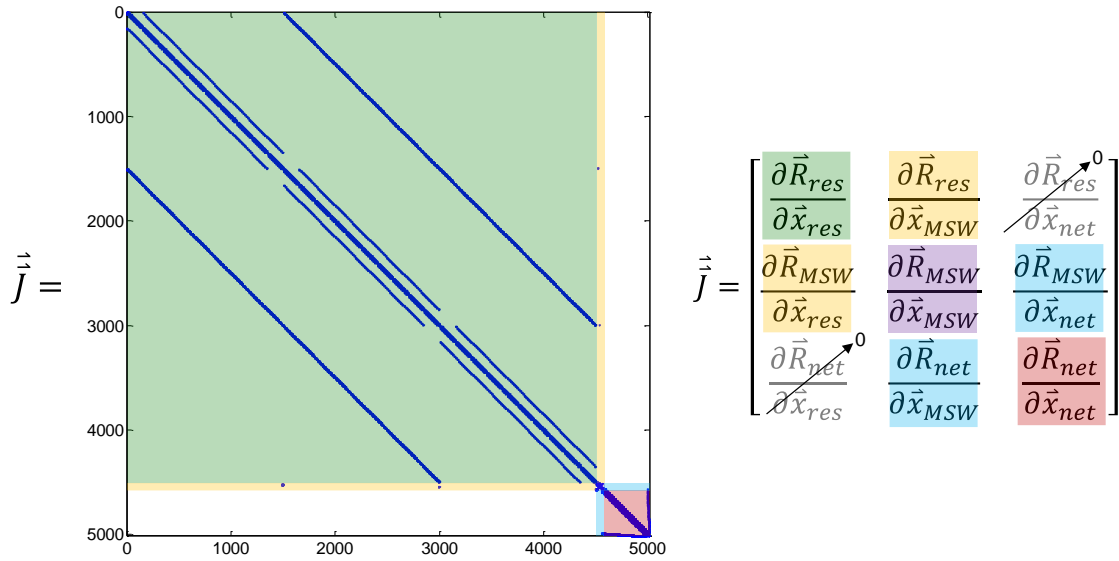 0
1000
2000
3000
4000
5000
0 1000 2000 3000 4000 5000
J⃗⃗ =
J⃗⃗ =
∂R⃗res/∂x⃗res ∂R⃗res/∂x⃗MSW ∂R⃗res/∂x⃗net 0
∂R⃗MSW/∂x⃗res ∂R⃗MSW/∂x⃗MSW ∂R⃗MSW/∂x⃗net
∂R⃗net/∂x⃗res 0 ∂R⃗net/∂x⃗MSW ∂R⃗net/∂x⃗net